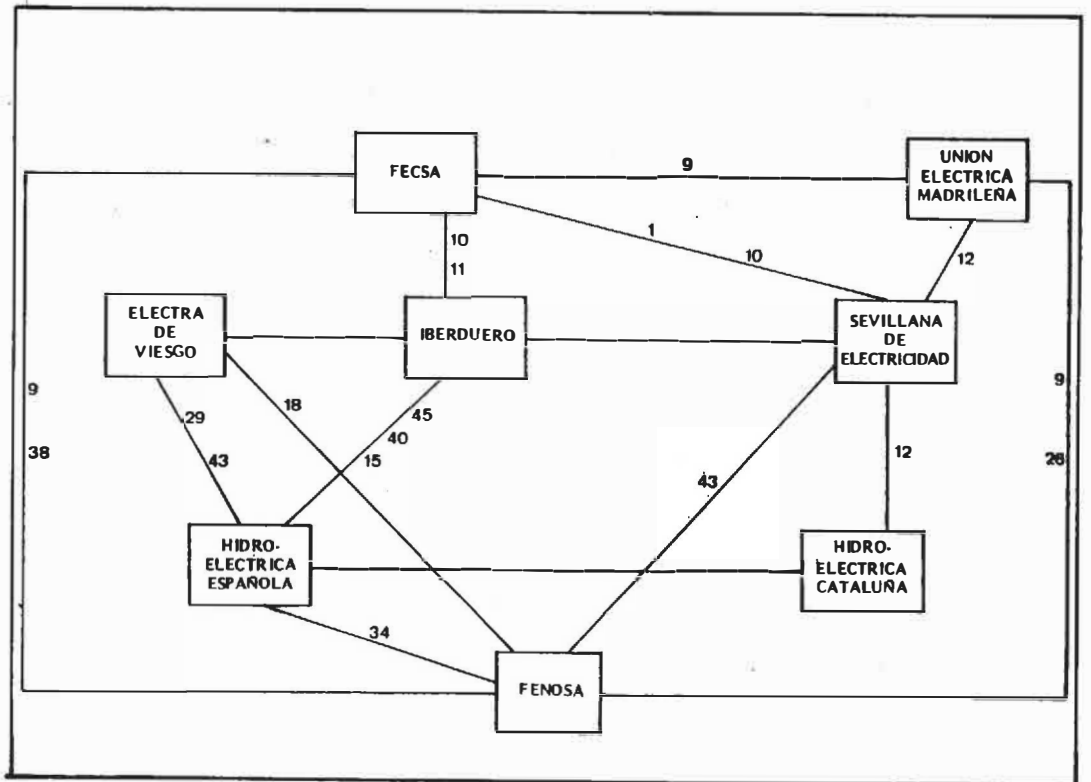 FECSA
9
UNION
ELECTRICA
MADRILEÑA
1
10
12
10
11
ELECTRA
DE
VIESGO
IBERDUERO
SEVILLANA
DE
ELECTRICIDAD
9
38
29
43
18
45
40
15
43
12
9
26
HIDRO-
ELECTRICA
ESPAÑOLA
HIDRO-
ELECTRICA
CATALUÑA
34
FENOSA